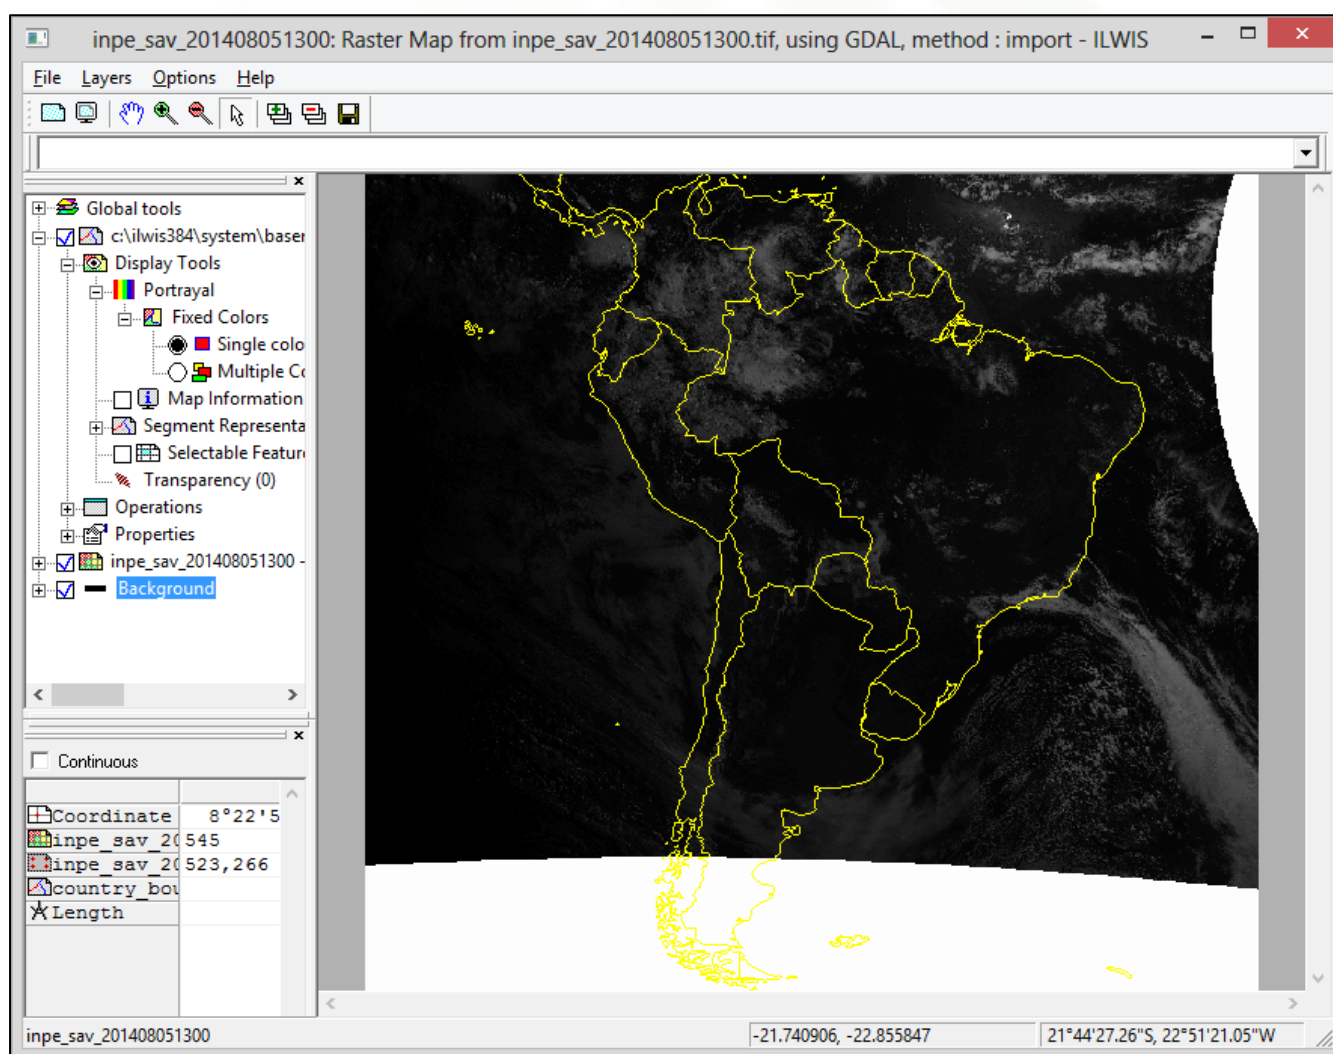 inpe_sav_201408051300: Raster Map from inpe_sav_201408051300.tif, using GDAL, method : import - ILWIS
File Layers Options Help
Global tools
c:\ilwis384\system\baser
Display Tools
Portrayal
Fixed Colors
Single colo
Multiple Co
Map Information
Segment Representa
Selectable Featur
Transparency (0)
Operations
Properties
inpe_sav_201408051300 -
Background
Continuous
Coordinate 8°22'5
inpe_sav_20 545
inpe_sav_20 523,266
country_bou
Length
inpe_sav_201408051300 -21.740906, -22.855847 21°44'27.26"S, 22°51'21.05"W